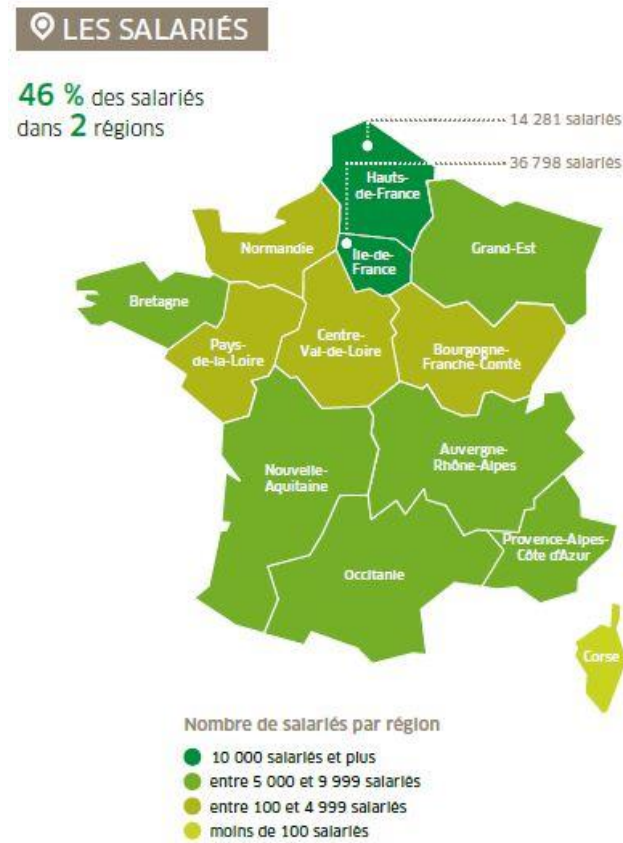 LES SALARIÉS
46 % des salariés
dans 2 régions
14 281 salariés
36 798 salariés
Hauts-
de-France
Normandie
Île-de-
France
Grand-Est
Bretagne
Pays-
de-la-Loire
Centre-
Val-de-Loire
Bourgogne-
Franche-Comté
Auvergne-
Rhône-Alpes
Nouvelle-
Aquitaine
Provence-Alpes-
Côte d'Azur
Occitanie
Corse
Nombre de salariés par région
10 000 salariés et plus
entre 5 000 et 9 999 salariés
entre 100 et 4 999 salariés
moins de 100 salariés